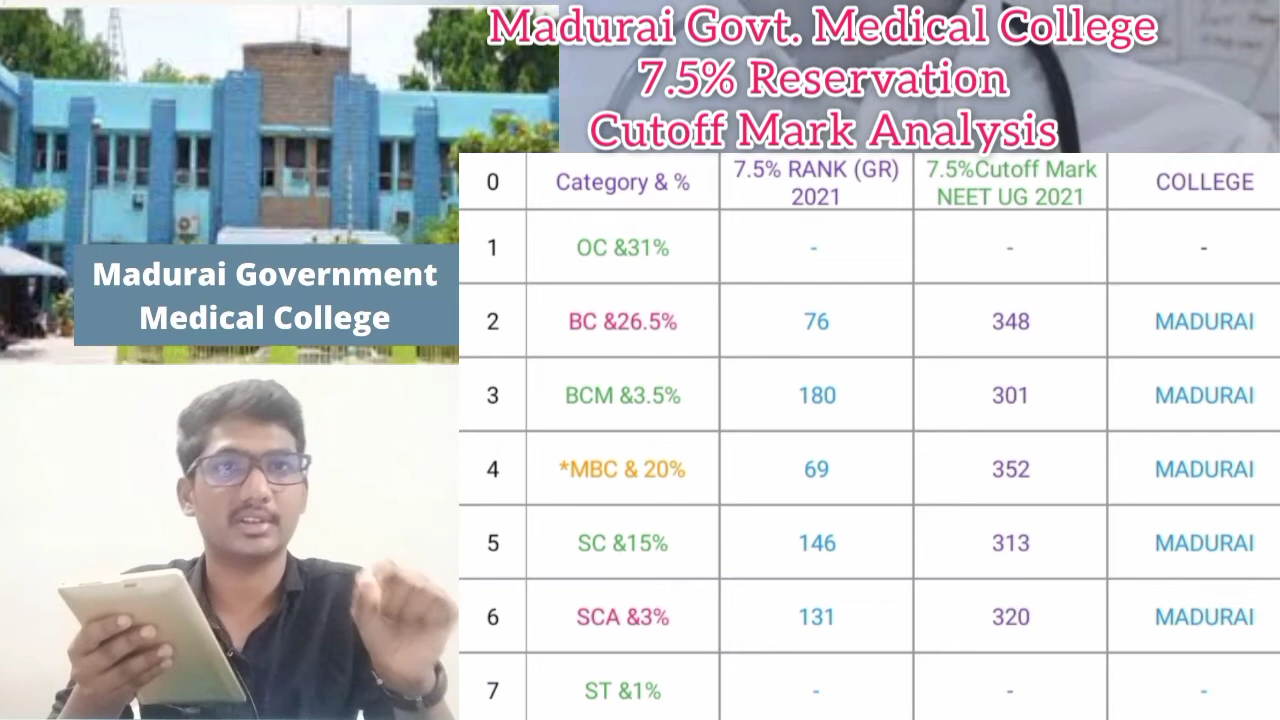 Madurai Govt. Medical College
7.5% Reservation
Cutoff Mark Analysis
Madurai Government
Medical College
0 Category & % 7.5% RANK (GR) 2021 7.5%Cutoff Mark NEET UG 2021 COLLEGE
1 OC &31% - - -
2 BC &26.5% 76 348 MADURAI
3 BCM &3.5% 180 301 MADURAI
4 *MBC & 20% 69 352 MADURAI
5 SC &15% 146 313 MADURAI
6 SCA &3% 131 320 MADURAI
7 ST &1% - - -